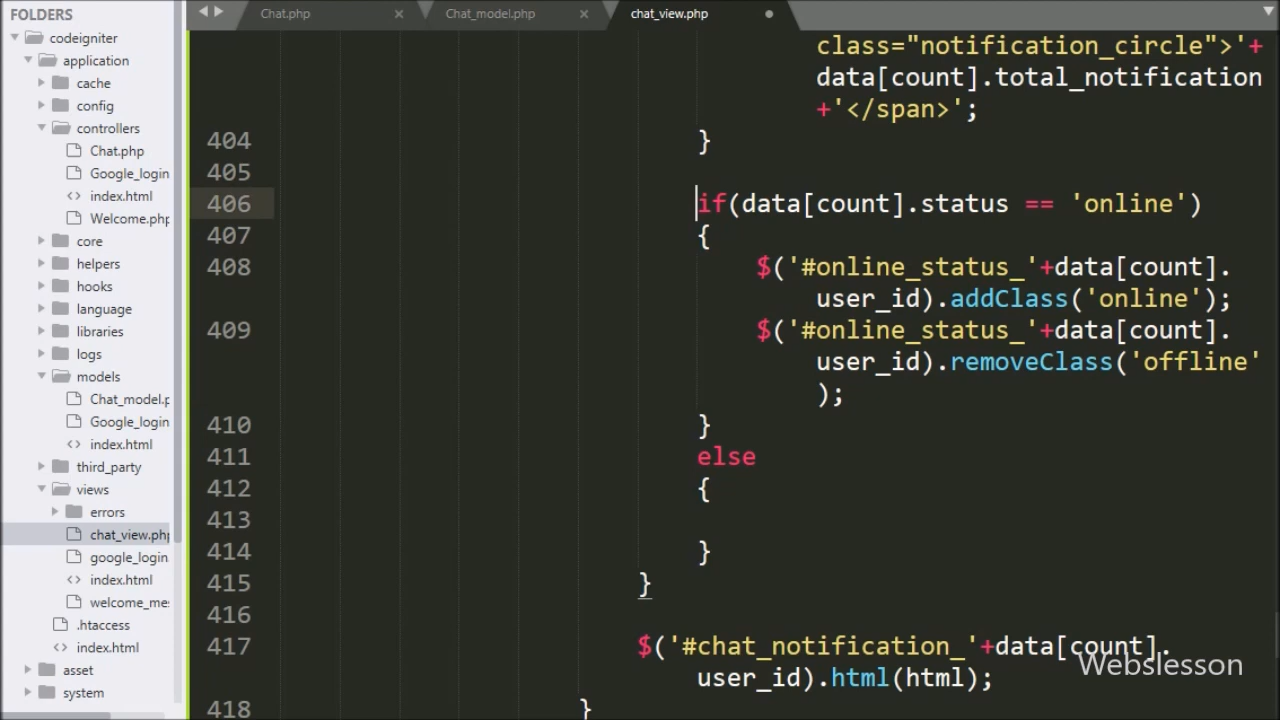 FOLDERS
Chat.php
Chat_model.php
chat_view.php
codeigniter
application
cache
config
controllers
Chat.php
Google_login
index.html
Welcome.php
core
helpers
hooks
language
libraries
logs
models
Chat_model.p
Google_login
index.html
third_party
views
errors
chat_view.php
google_login
index.html
welcome_mes
.htaccess
index.html
asset
system
class="notification_circle">'+
data[count].total_notification
+'</span>';
404 }
405
406 if(data[count].status == 'online')
407 {
408 $('#online_status_'+data[count].
user_id).addClass('online');
409 $('#online_status_'+data[count].
user_id).removeClass('offline'
);
410 }
411 else
412 {
413
414 }
415 }
416
417 $('#chat_notification_'+data[count].
user_id).html(html);
418 }
Webslesson